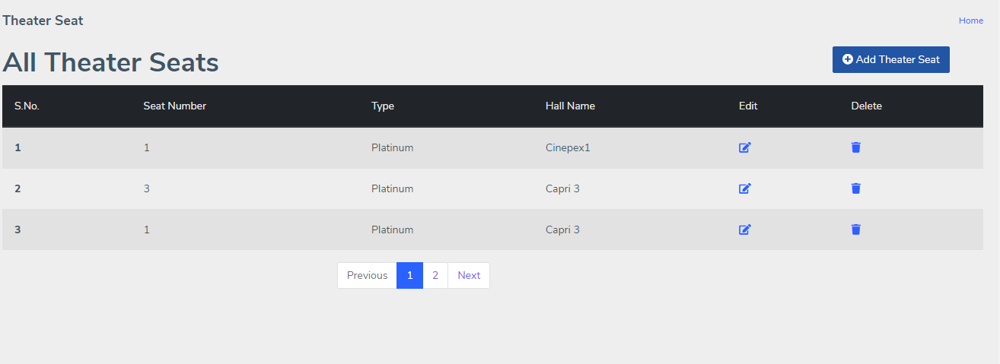 Theater Seat Home
All Theater Seats Add Theater Seat
S.No. Seat Number Type Hall Name Edit Delete
1 1 Platinum Cinepex1
2 3 Platinum Capri 3
3 1 Platinum Capri 3
Previous 1 2 Next